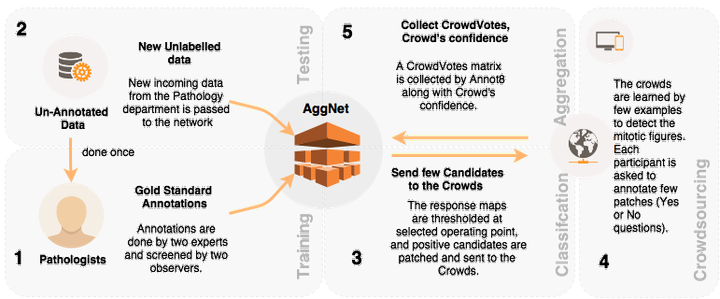 2
Un-Annotated
Data
done once
New Unlabelled
data
New incoming data
from the Pathology
department is passed
to the network
Testing
1
Pathologists
Gold Standard
Annotations
Annotations are
done by two experts
and screened by two
observers.
Training
AggNet
5
Collect CrowdVotes,
Crowd's confidence
A CrowdVotes matrix
is collected by Annot8
along with Crowd's
confidence.
Aggregation
Send few Candidates
to the Crowds
The response maps
are thresholded at
selected operating point,
and positive candidates are
patched and sent to the
Crowds.
3
Classifcation
The crowds
are learned by
few examples
to detect the
mitotic figures.
Each
participant is
asked to
annotate few
patches (Yes
or No
questions).
4
Crowdsourcing